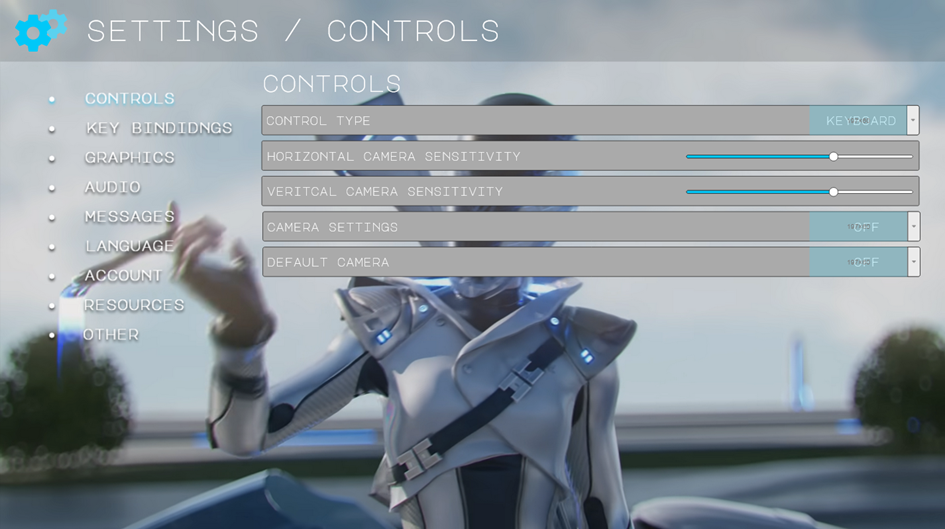 SETTINGS / CONTROLS
CONTROLS
CONTROLS
KEY BINDIDNGS
GRAPHICS
AUDIO
MESSAGES
LANGUAGE
ACCOUNT
RESOURCES
OTHER
CONTROL TYPE KEYBOARD
HORIZONTAL CAMERA SENSITIVITY
VERITCAL CAMERA SENSITIVITY
CAMERA SETTINGS OFF
DEFAULT CAMERA OFF